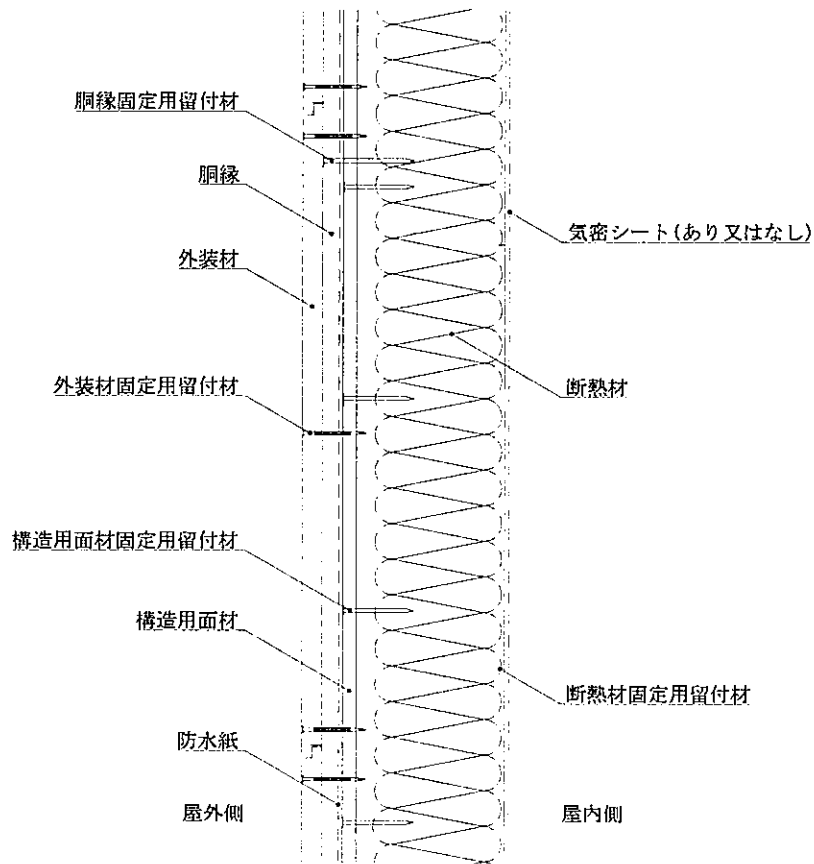 胴縁固定用留付材
胴縁
外装材
外装材固定用留付材
構造用面材固定用留付材
構造用面材
防水紙
屋外側
気密シート(あり又はなし)
断熱材
断熱材固定用留付材
屋内側